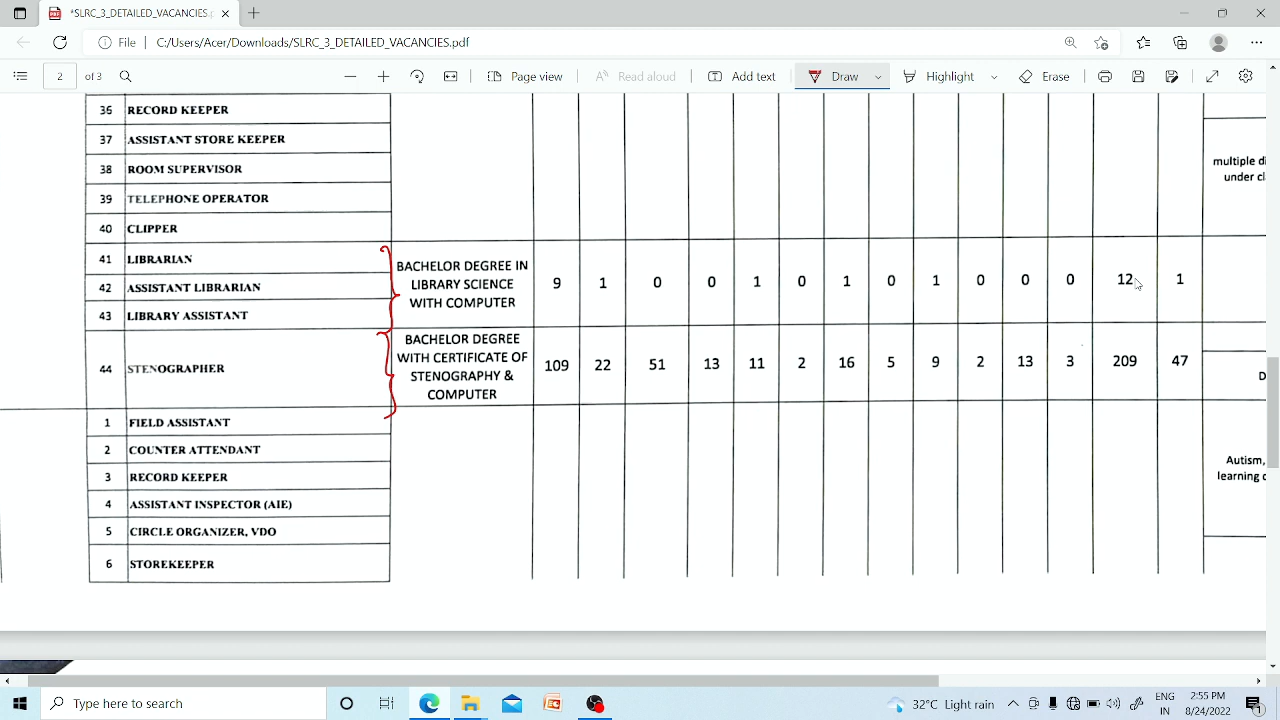 *SLRC_3_DETAILED_VACANCIES.p
File C:/Users/Acer/Downloads/SLRC_3_DETAILED_VACANCIES.pdf
2 of 3 Page view Read aloud Add text Draw Highlight Erase
36 RECORD KEEPER
37 ASSISTANT STORE KEEPER
38 ROOM SUPERVISOR
39 TELEPHONE OPERATOR
40 CLIPPER
multiple di
under cl
41 LIBRARIAN
42 ASSISTANT LIBRARIAN
43 LIBRARY ASSISTANT
BACHELOR DEGREE IN
LIBRARY SCIENCE
WITH COMPUTER
9 1 0 0 1 0 1 0 1 0 0 0 12 1
44 STENOGRAPHER
BACHELOR DEGREE
WITH CERTIFICATE OF
STENOGRAPHY &
COMPUTER
109 22 51 13 11 2 16 5 9 2 13 3 209 47
D
1 FIELD ASSISTANT
2 COUNTER ATTENDANT
3 RECORD KEEPER
4 ASSISTANT INSPECTOR (AIE)
5 CIRCLE ORGANIZER, VDO
6 STOREKEEPER
Autism,
learning d
Type here to search
32°C Light rain
ENG
IN
2:55 PM
8/24/2022